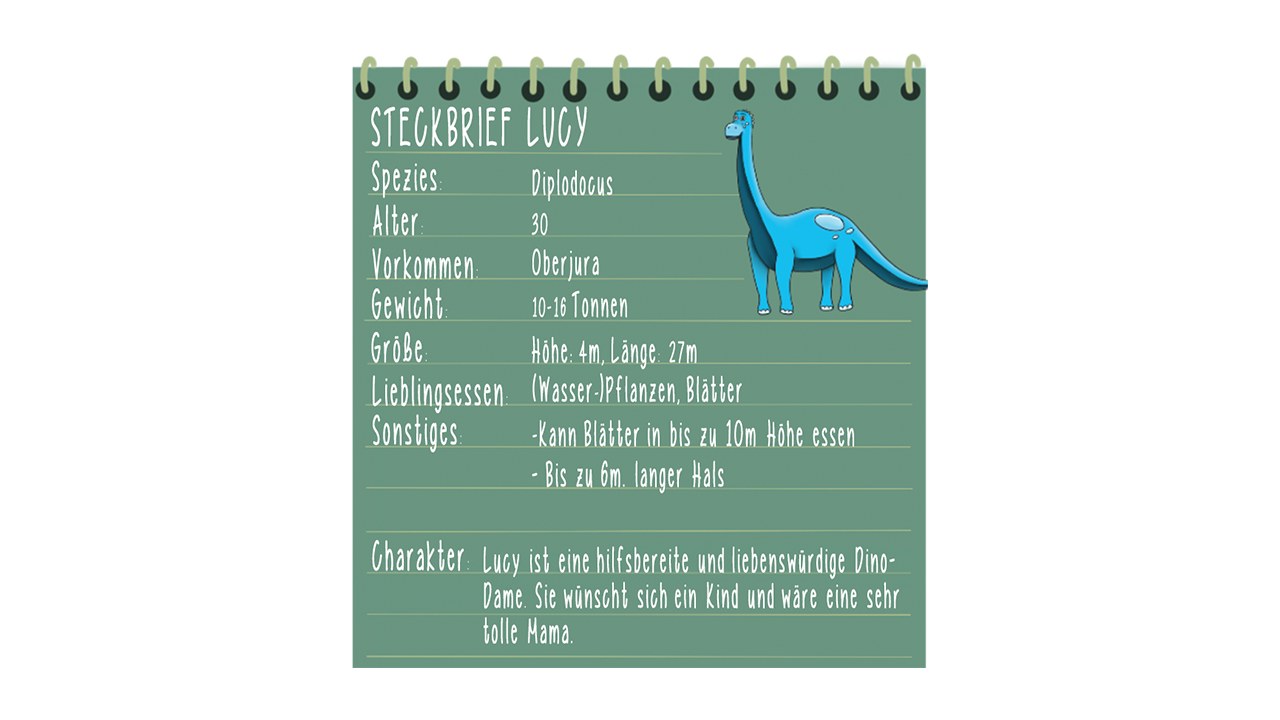 STECKBRIEF LUCY
Spezies: Diplodocus
Alter: 30
Vorkommen: Oberjura
Gewicht: 10-16 Tonnen
Größe: Höhe: 4m, Länge: 27m
Lieblingsessen: (Wasser-)Pflanzen, Blätter
Sonstiges: -Kann Blätter in bis zu 10m Höhe essen
- Bis zu 6m. langer Hals
Charakter: Lucy ist eine hilfsbereite und liebenswürdige Dino-
Dame. Sie wünscht sich ein Kind und wäre eine sehr
tolle Mama.